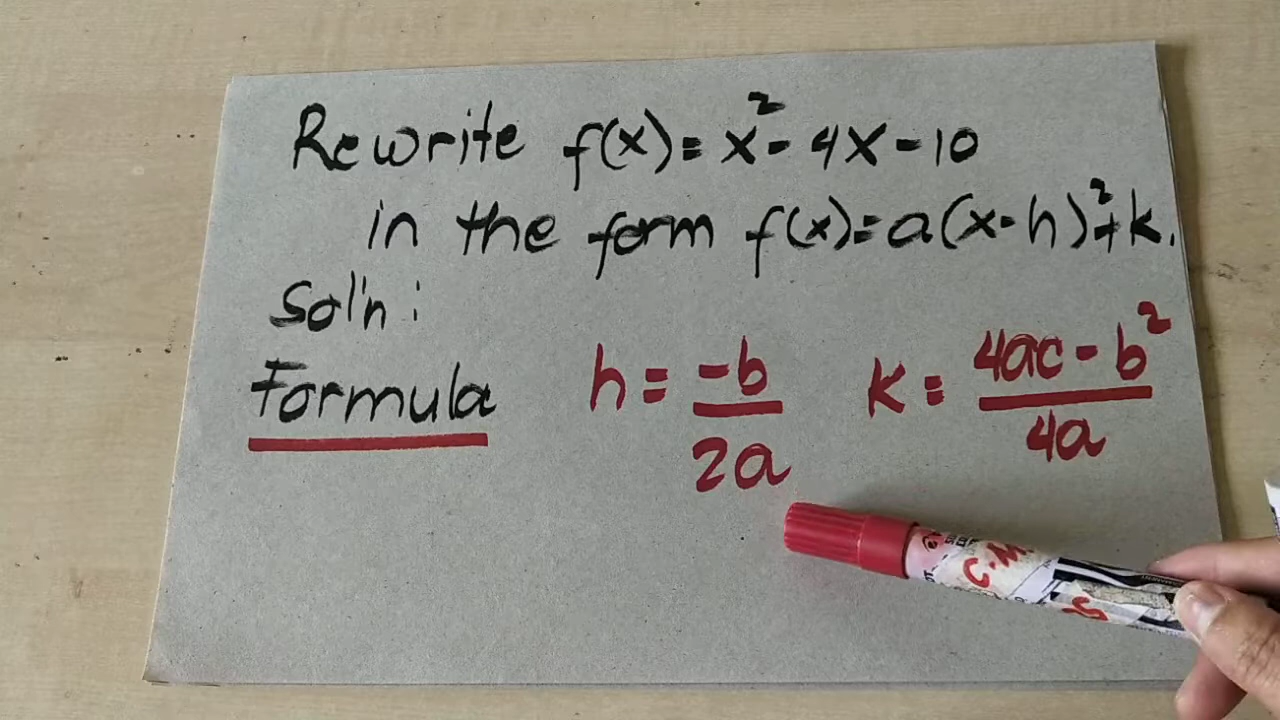 Rewrite f(x) = x² - 4x - 10
in the form f(x) = a(x - h)² + k.
Sol'n :
Formula h = -b/2a k = 4ac - b²/4a
C.M.